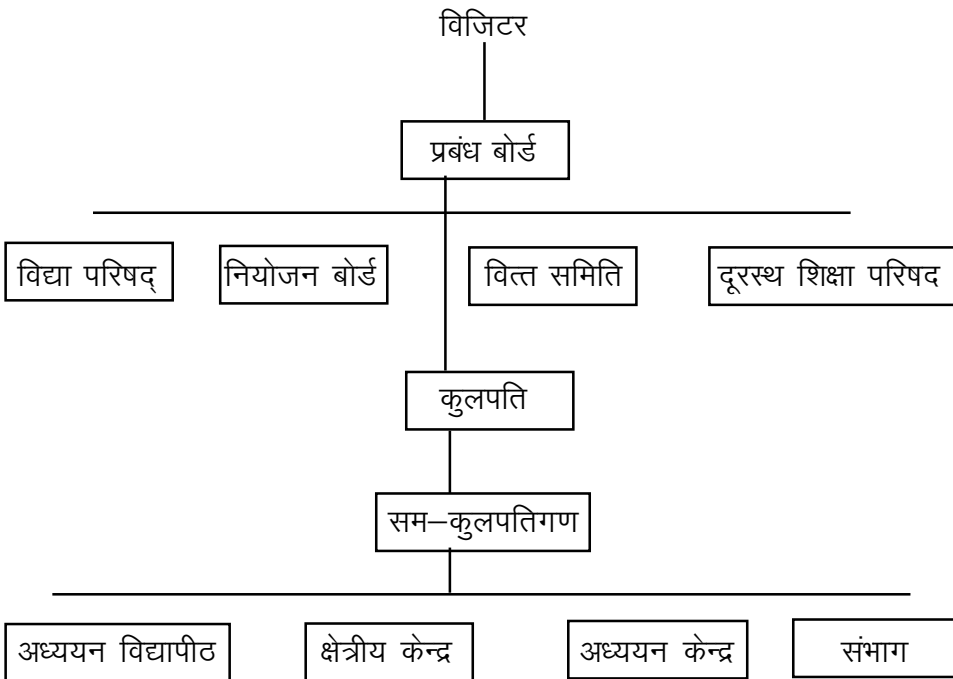 विजिटर
प्रबंध बोर्ड
विद्या परिषद्
नियोजन बोर्ड
वित्त समिति
दूरस्थ शिक्षा परिषद
कुलपति
सम–कुलपतिगण
अध्ययन विद्यापीठ
क्षेत्रीय केन्द्र
अध्ययन केन्द्र
संभाग